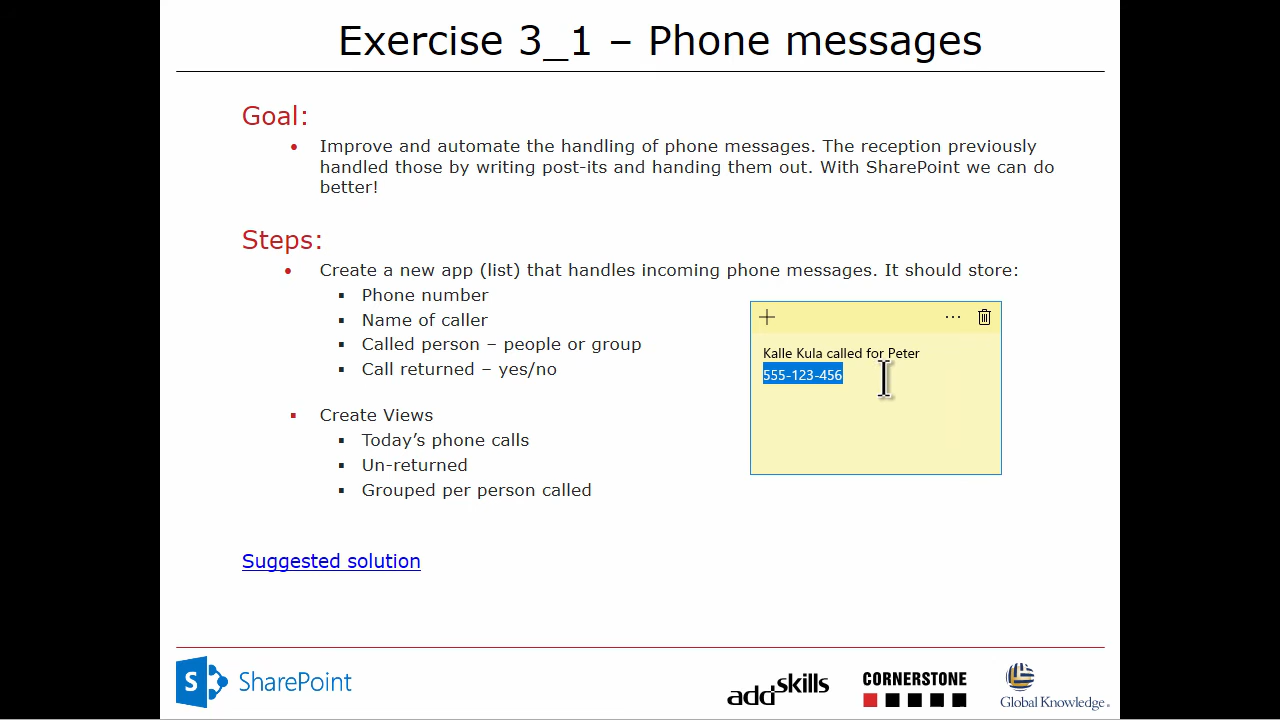 Exercise 3_1 – Phone messages
Goal:
Improve and automate the handling of phone messages. The reception previously
handled those by writing post-its and handing them out. With SharePoint we can do
better!
Steps:
Create a new app (list) that handles incoming phone messages. It should store:
Phone number
Name of caller
Called person – people or group
Call returned – yes/no
Kalle Kula called for Peter
555-123-456
Create Views
Today’s phone calls
Un-returned
Grouped per person called
Suggested solution
S SharePoint
addskills
CORNERSTONE
Global Knowledge.